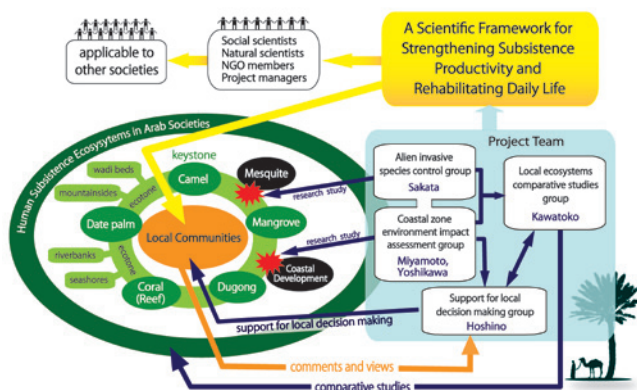 applicable to
other societies
Social scientists
Natural scientists
NGO members
Project managers
A Scientific Framework for
Strengthening Subsistence
Productivity and
Rehabilitating Daily Life
Human Subsistence Ecosytems in Arab Societies
keystone
wadi beds
mountainsides
ecotone
Camel
Mesquite
Date palm
Local Communities
Mangrove
riverbanks
seashores
ecotone
Coral
(Reef)
Dugong
Coastal
Development
research study
research study
support for local decision making
comments and views
comparative studies
Project Team
Alien invasive
species control group
Sakata
Coastal zone
environment impact
assessment group
Miyamoto,
Yoshikawa
Local ecosystems
comparative studies
group
Kawatoko
Support for local
decision making group
Hoshino